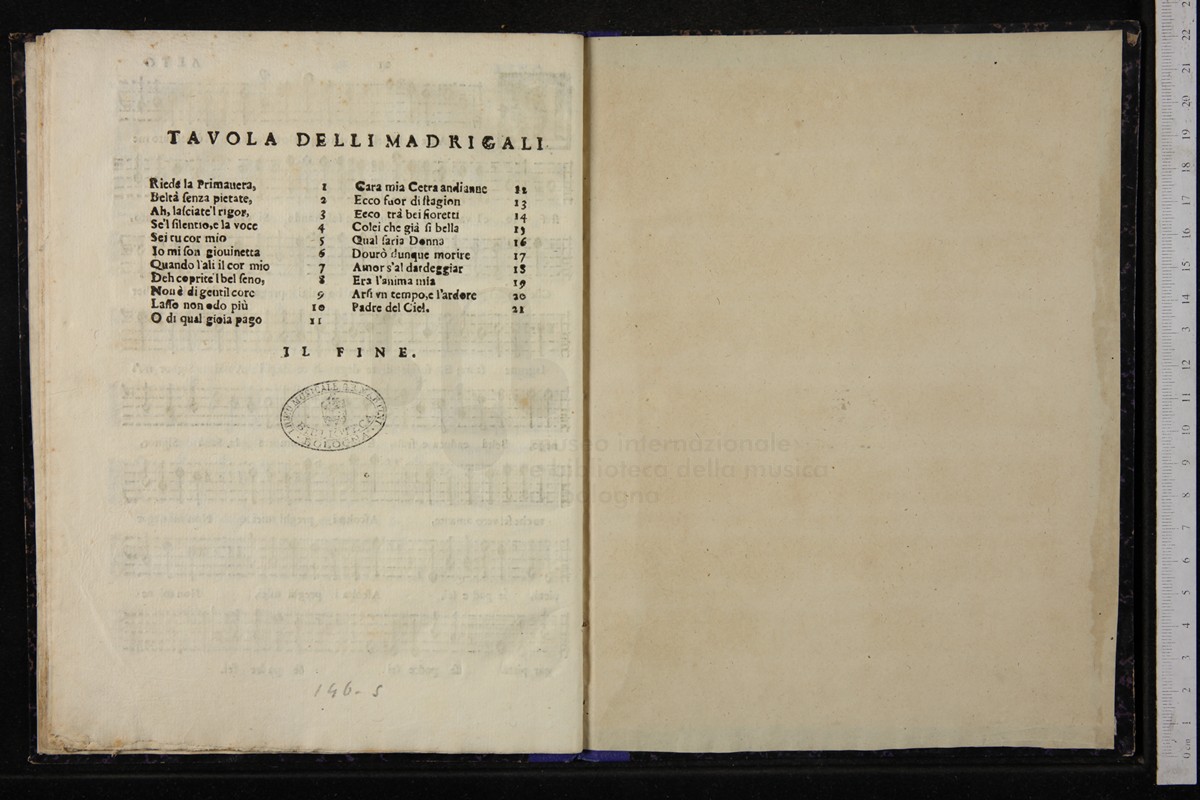 TAVOLA DELLI MADRIGALI.
Riede la Primauera, 1
Beltà ſenza pietate, 2
Ah, laſciate'l rigor, 3
Se'l ſilentio,e la voce 4
Sei tu cor mio 5
Io mi ſon giouinetta 6
Quando l'ali il cor mio 7
Deh coprite'l bel ſeno, 8
Non è di gentil core 9
Laſſo non odo più 10
O di qual gioia pago 11
Cara mia Cetra andianne 12
Ecco fuor di ſtagion 13
Ecco trà bei fioretti 14
Colei che già ſi bella 15
Qual ſaria Donna 16
Dourò dunque morire 17
Amor s'al dardeggiar 18
Era l'anima mia 19
Arſi vn tempo,e l'ardore 20
Padre del Ciel. 21
IL FINE.
LICEO MUSICALE
BIBLIOTECA
BOLOGNA
museo internazionale
e biblioteca della musica
bologna
146-5